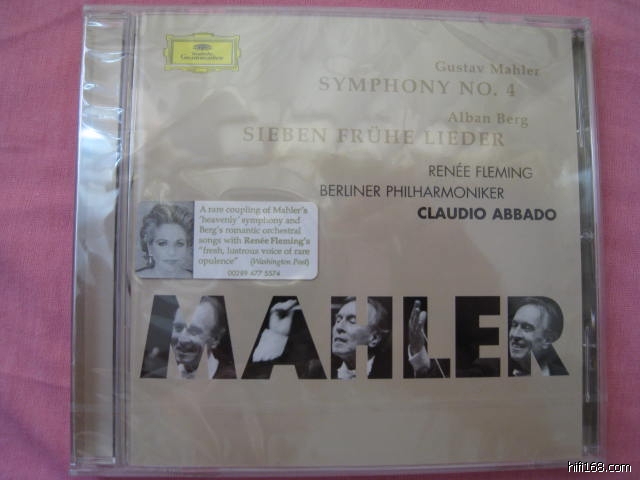 Deutsche
Grammophon
Gustav Mahler
SYMPHONY NO. 4
Alban Berg
SIEBEN FRÜHE LIEDER
RENÉE FLEMING
BERLINER PHILHARMONIKER
CLAUDIO ABBADO
A rare coupling of Mahler's
'heavenly' symphony and
Berg's romantic orchestral
songs with Renée Fleming's
"fresh, lustrous voice of rare
opulence" (Washington Post)
00289 477 5574
MAHLER
hifi168.com